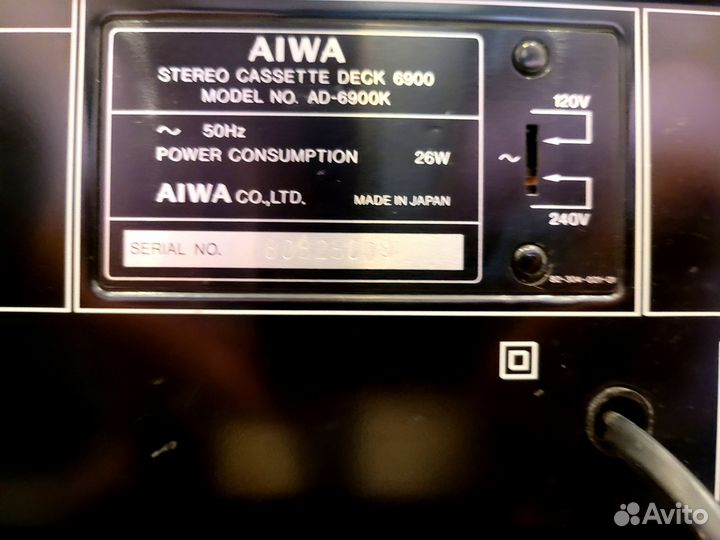 AIWA
STEREO CASSETTE DECK 6900
MODEL NO. AD-6900K
~ 50Hz
POWER CONSUMPTION 26W
AIWA CO.,LTD. MADE IN JAPAN
SERIAL NO.
120V
~
240V
Avito